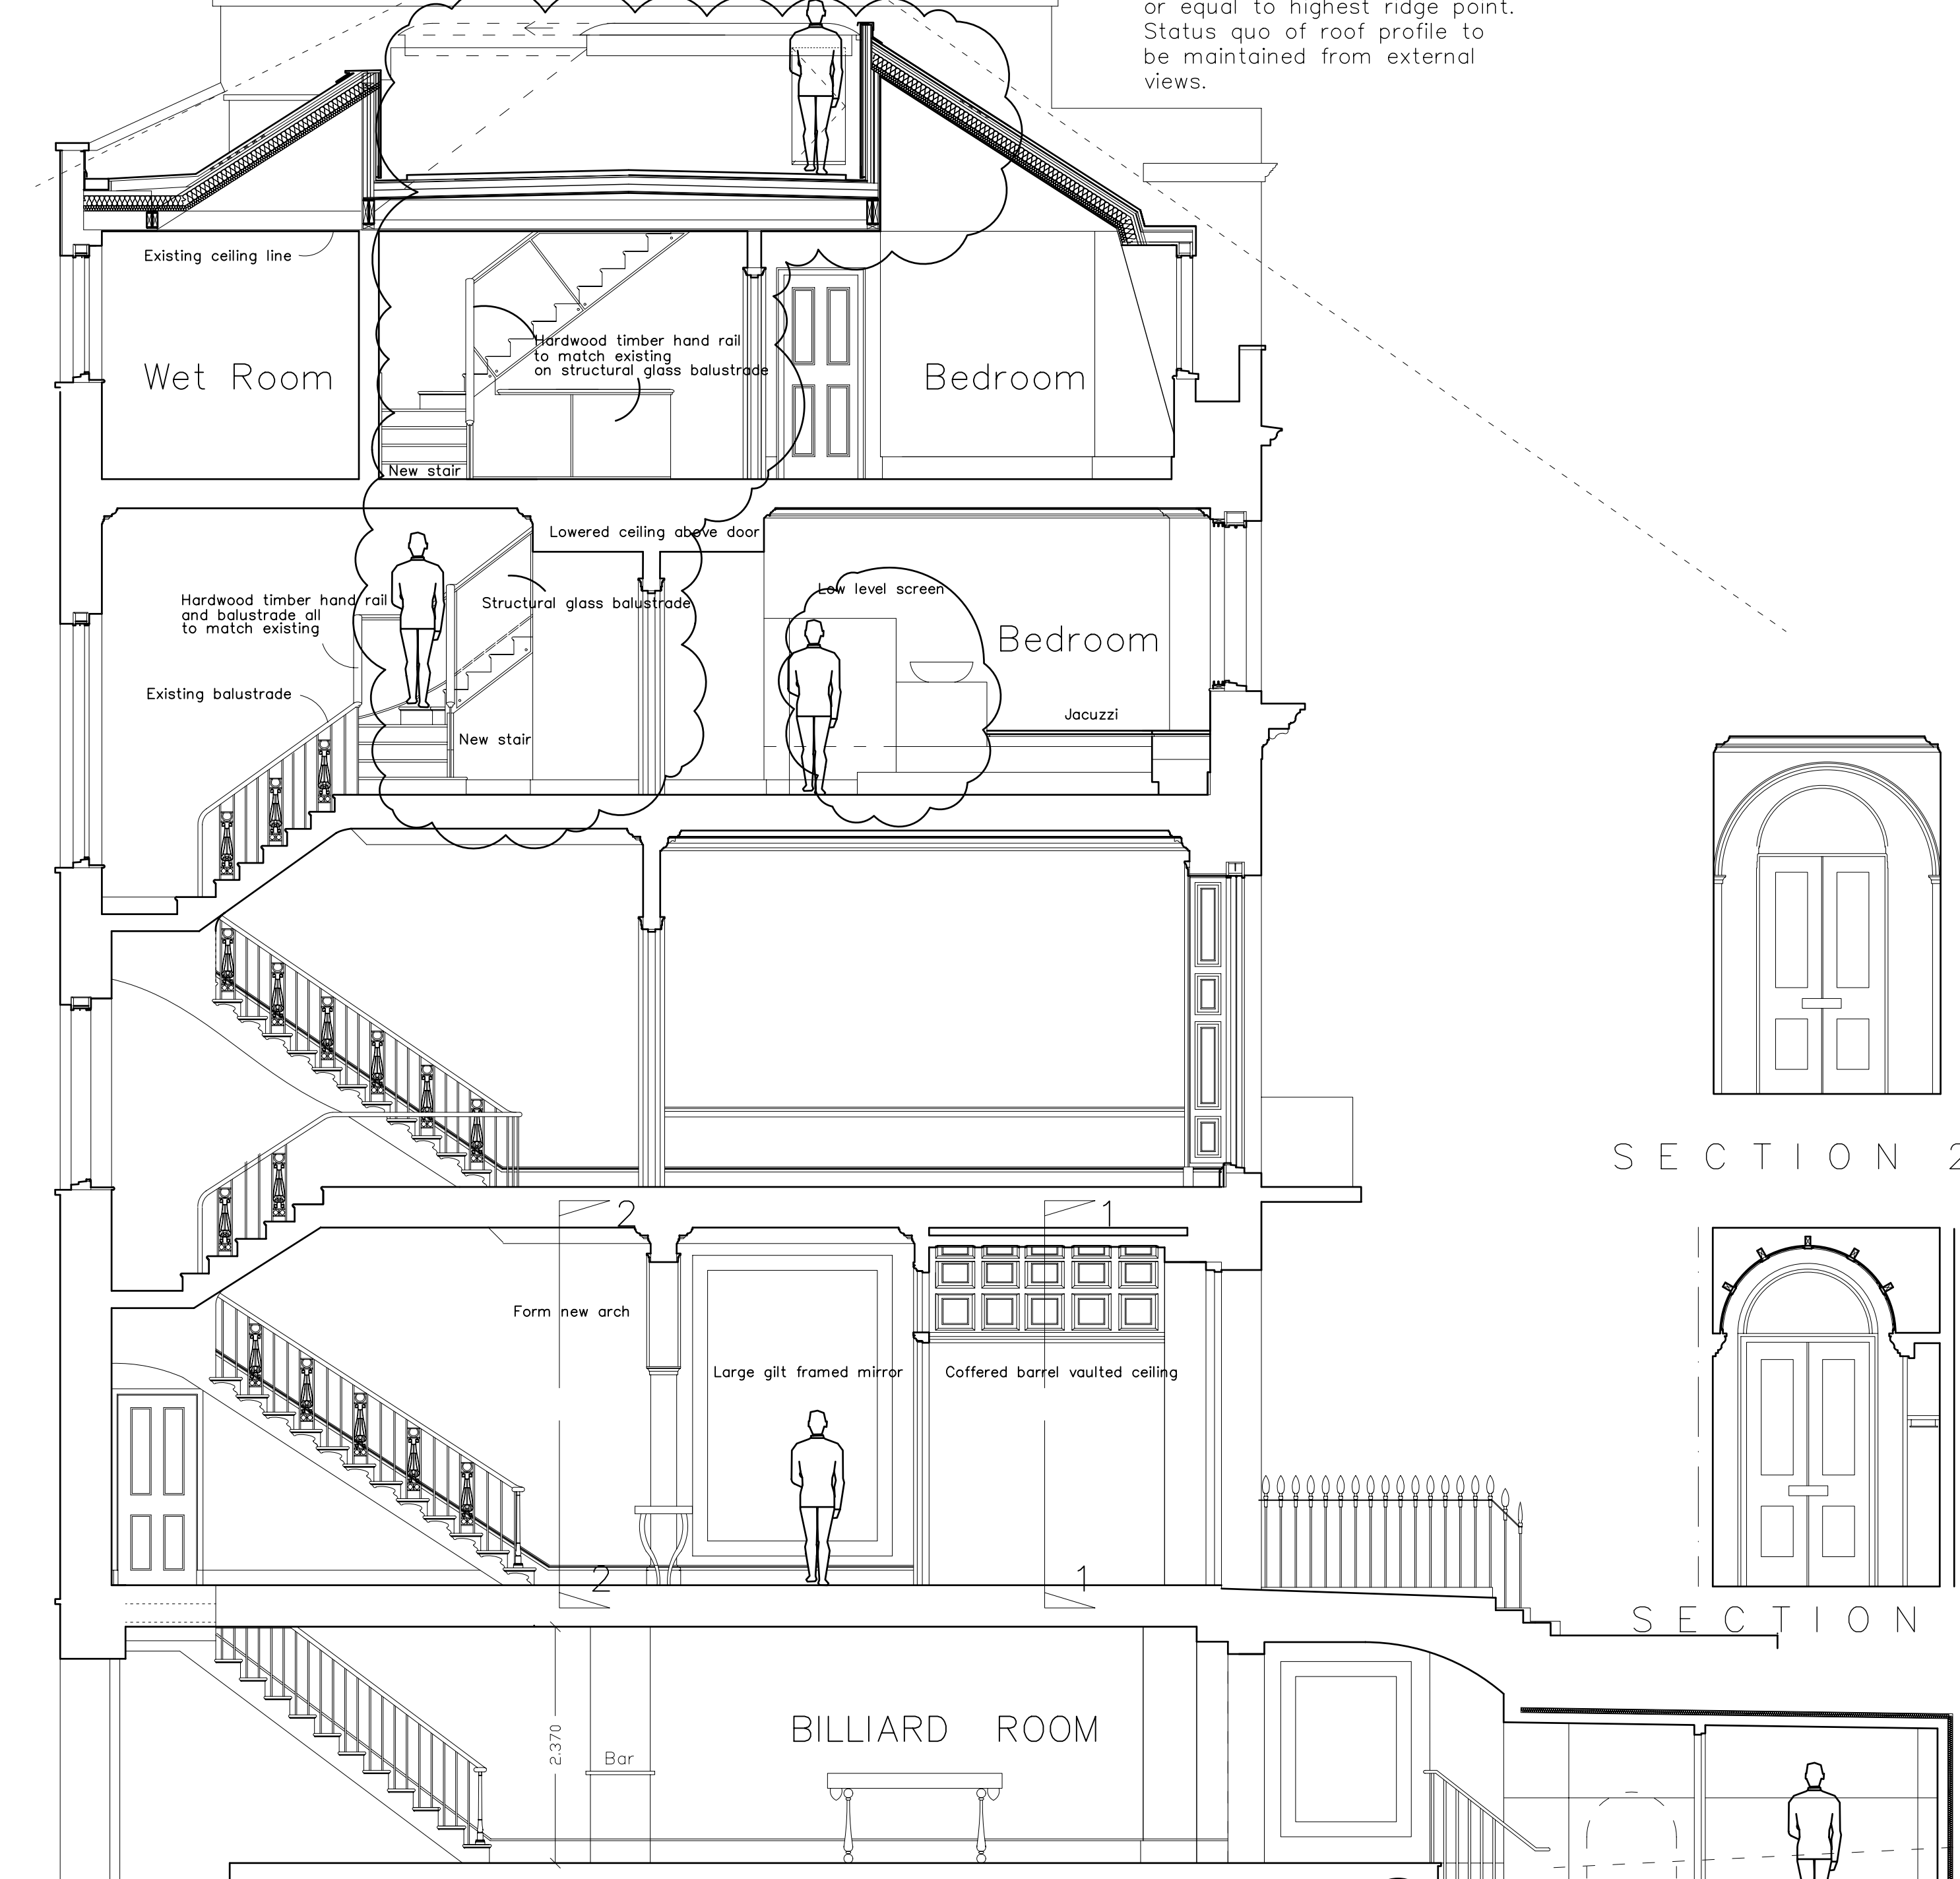 or equal to highest ridge point.
Status quo of roof profile to
be maintained from external
views.
Existing ceiling line
Hardwood timber hand rail
to match existing
on structural glass balustrade
Wet Room
Bedroom
New stair
Lowered ceiling above door
Hardwood timber hand rail
and balustrade all
to match existing
Structural glass balustrade
Low level screen
Bedroom
Existing balustrade
Jacuzzi
New stair
SECTION 2
2
1
Form new arch
Large gilt framed mirror
Coffered barrel vaulted ceiling
2
1
SECTION
BILLIARD ROOM
2.370
Bar